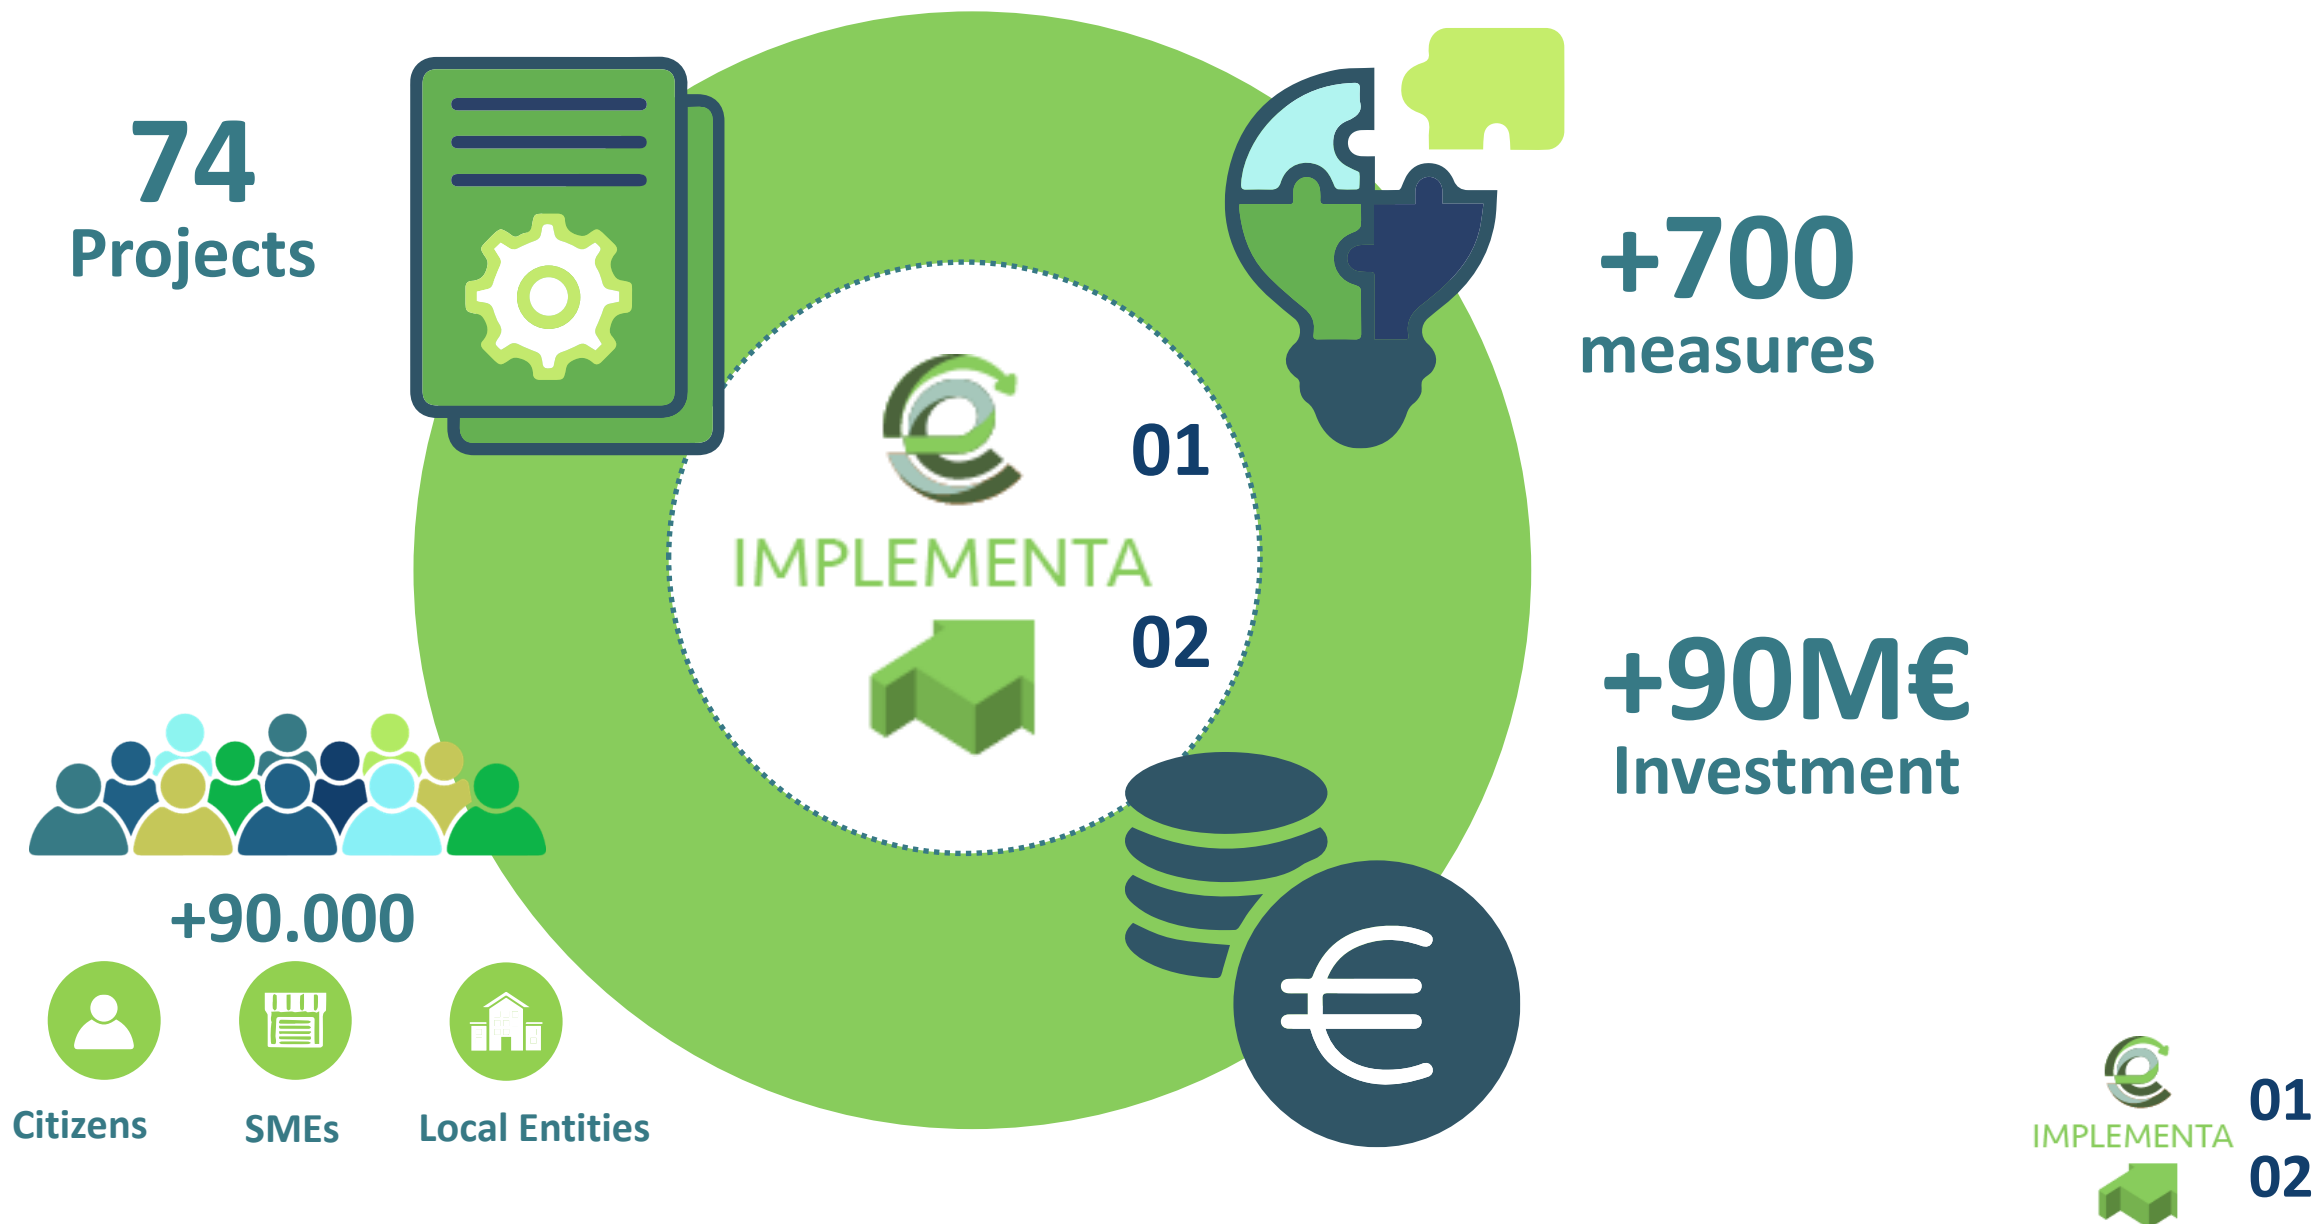 74
Projects
+700
measures
01
IMPLEMENTA
02
+90M€
Investment
+90.000
Citizens
SMEs
Local Entities
01
IMPLEMENTA
02